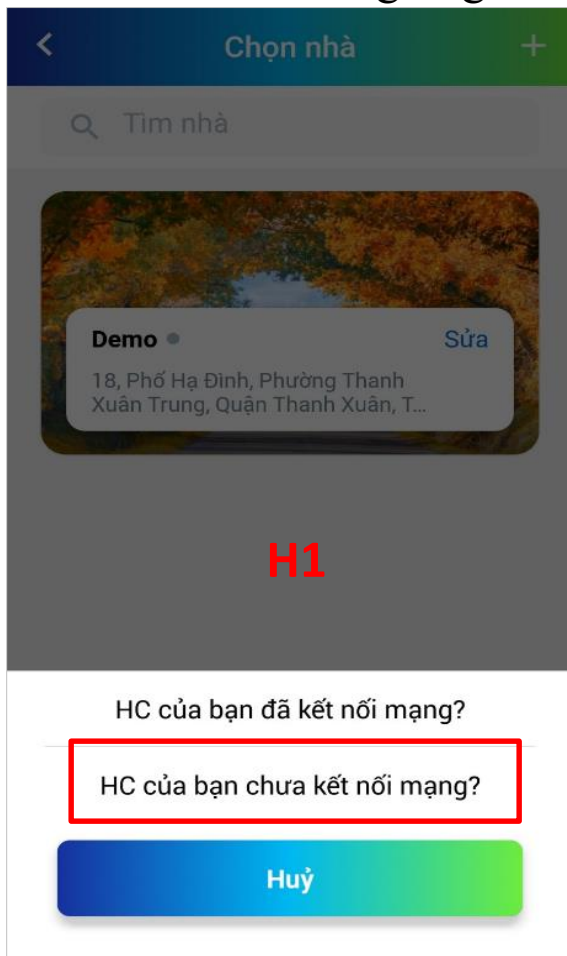 Chọn nhà
Tìm nhà
Demo
Sửa
18, Phố Hạ Đình, Phường Thanh
Xuân Trung, Quận Thanh Xuân, T...
H1
HC của bạn đã kết nối mạng?
HC của bạn chưa kết nối mạng?
Huỷ